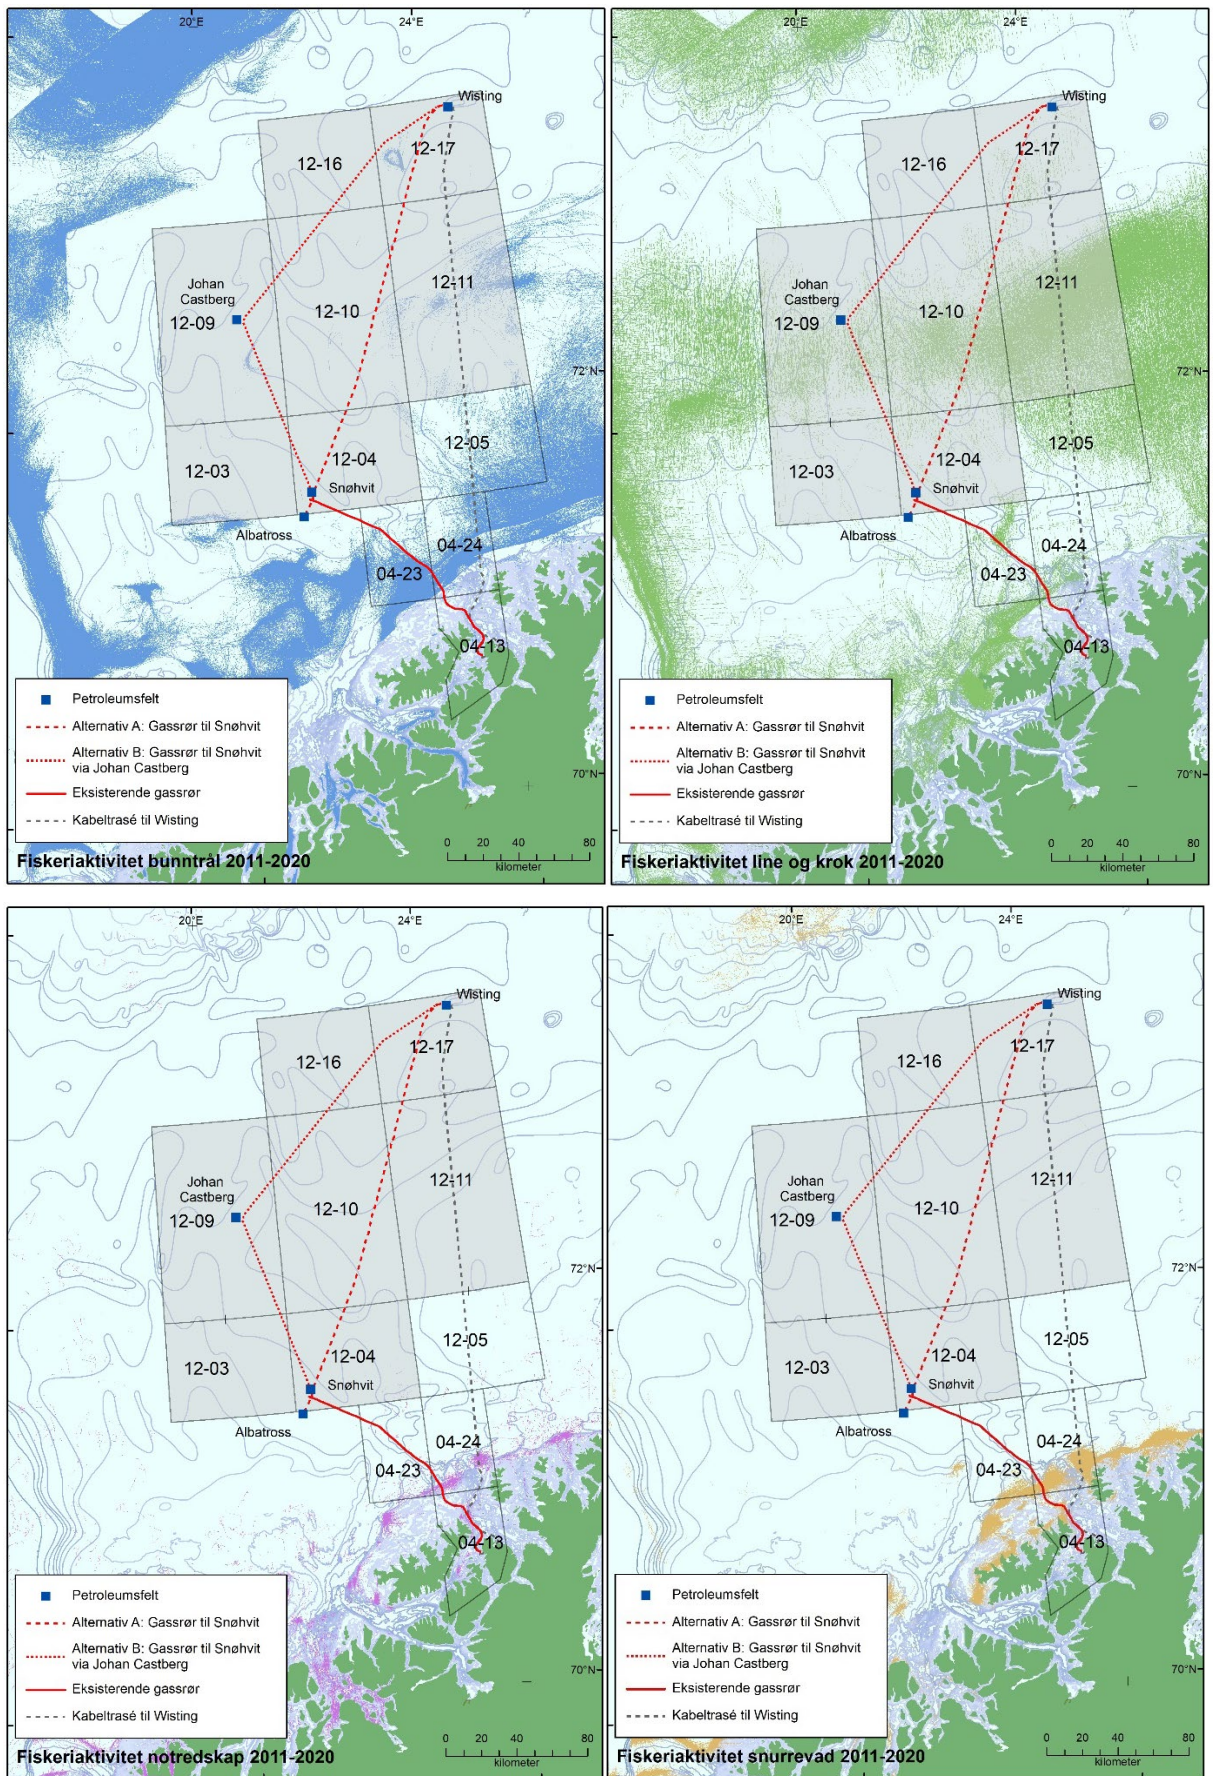 20°E
24°E
Wisting
12-16
12-17
Johan
Castberg
12-09
12-10
12-11
72°N
12-03
12-04
12-05
Snøhvit
Albatross
04-24
04-23
04-13
Petroleumsfelt
Alternativ A: Gassrør til Snøhvit
Alternativ B: Gassrør til Snøhvit
via Johan Castberg
Eksisterende gassrør
Kabeltrasé til Wisting
70°N
0 20 40 60 80
kilometer
Fiskeriaktivitet bunntrål 2011-2020
20°E
24°E
Wisting
12-16
12-17
Johan
Castberg
12-09
12-10
12-11
72°N
12-03
12-04
12-05
Snøhvit
Albatross
04-24
04-23
04-13
Petroleumsfelt
Alternativ A: Gassrør til Snøhvit
Alternativ B: Gassrør til Snøhvit
via Johan Castberg
Eksisterende gassrør
Kabeltrasé til Wisting
70°N
0 20 40 60 80
kilometer
Fiskeriaktivitet line og krok 2011-2020
20°E
24°E
Wisting
12-16
12-17
Johan
Castberg
12-09
12-10
12-11
72°N
12-03
12-04
12-05
Snøhvit
Albatross
04-24
04-23
04-13
Petroleumsfelt
Alternativ A: Gassrør til Snøhvit
Alternativ B: Gassrør til Snøhvit
via Johan Castberg
Eksisterende gassrør
Kabeltrasé til Wisting
70°N
0 20 40 60 80
kilometer
Fiskeriaktivitet notredskap 2011-2020
20°E
24°E
Wisting
12-16
12-17
Johan
Castberg
12-09
12-10
12-11
72°N
12-03
12-04
12-05
Snøhvit
Albatross
04-24
04-23
04-13
Petroleumsfelt
Alternativ A: Gassrør til Snøhvit
Alternativ B: Gassrør til Snøhvit
via Johan Castberg
Eksisterende gassrør
Kabeltrasé til Wisting
70°N
0 20 40 60 80
kilometer
Fiskeriaktivitet snurrevad 2011-2020